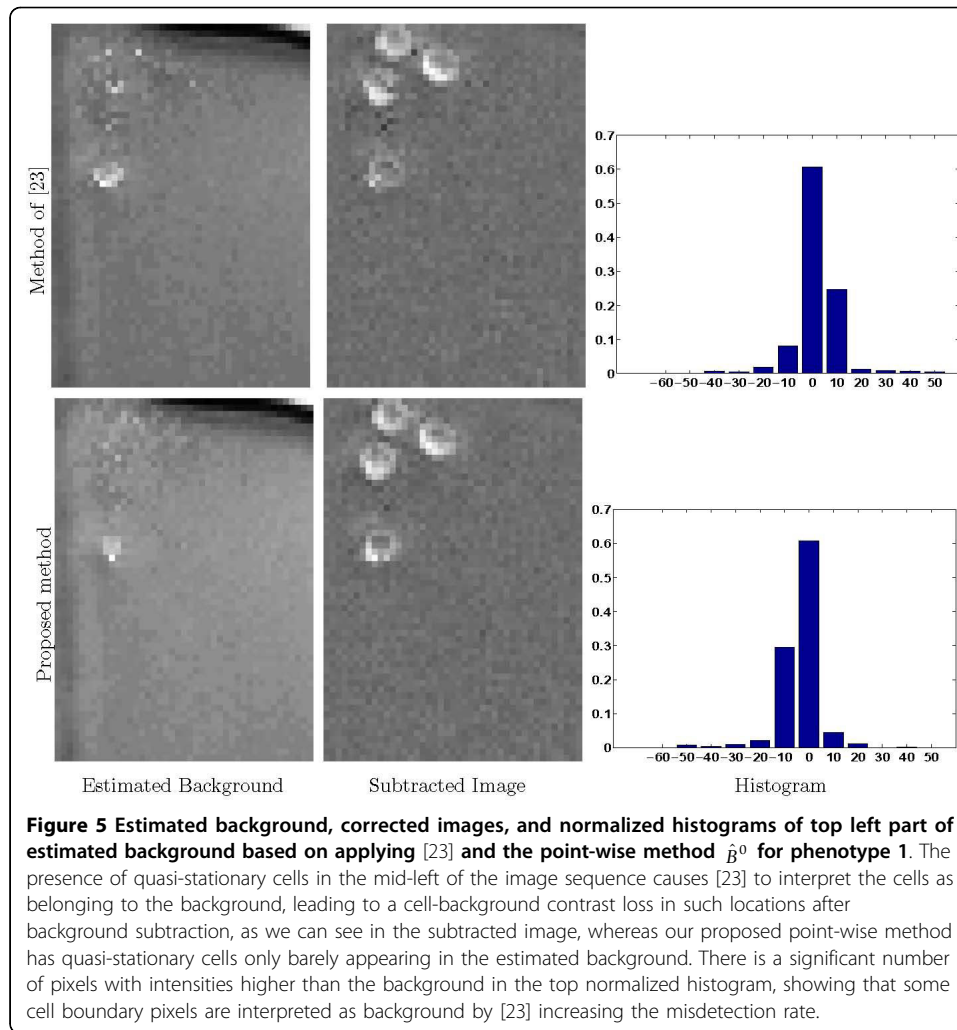 Method of [23]
0.7
0.6
0.5
0.4
0.3
0.2
0.1
0
−60 −50 −40 −30 −20 −10 0 10 20 30 40 50
Proposed method
0.7
0.6
0.5
0.4
0.3
0.2
0.1
0
−60 −50 −40 −30 −20 −10 0 10 20 30 40 50
Estimated Background Subtracted Image Histogram
Figure 5 Estimated background, corrected images, and normalized histograms of top left part of
estimated background based on applying [23] and the point-wise method B̂⁰ for phenotype 1. The
presence of quasi-stationary cells in the mid-left of the image sequence causes [23] to interpret the cells as
belonging to the background, leading to a cell-background contrast loss in such locations after
background subtraction, as we can see in the subtracted image, whereas our proposed point-wise method
has quasi-stationary cells only barely appearing in the estimated background. There is a significant number
of pixels with intensities higher than the background in the top normalized histogram, showing that some
cell boundary pixels are interpreted as background by [23] increasing the misdetection rate.